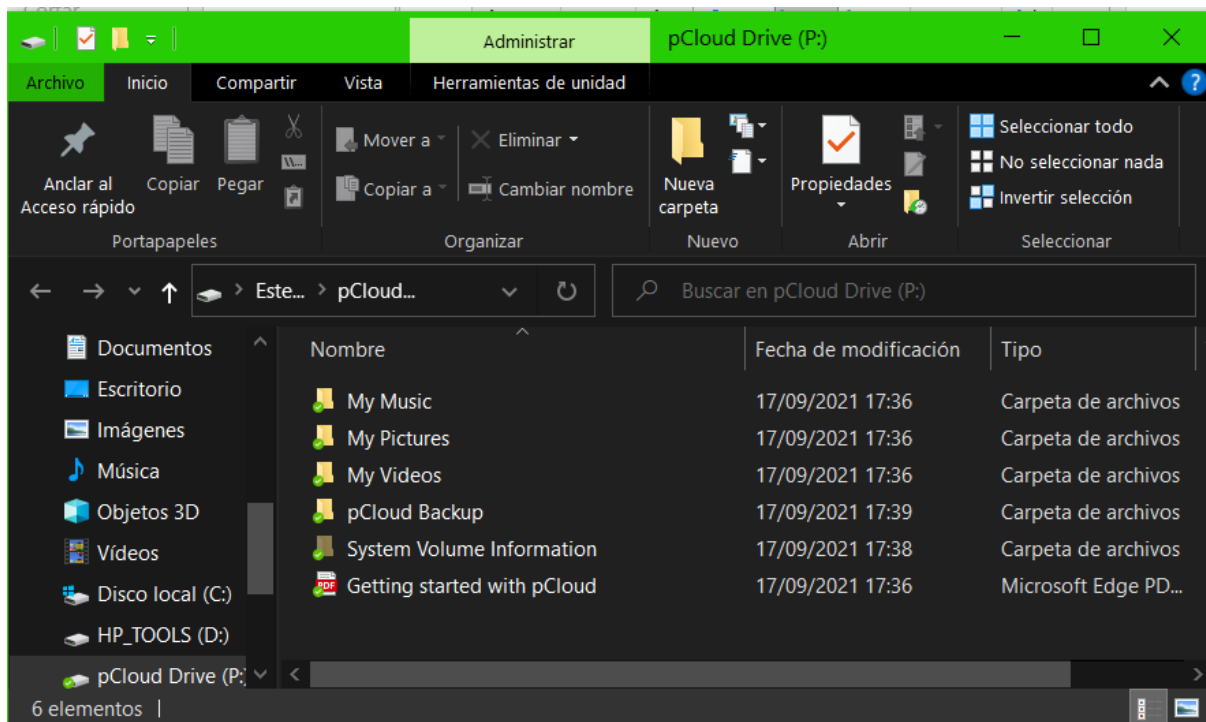 Administrar
pCloud Drive (P:)
Archivo Inicio Compartir Vista Herramientas de unidad ?
Anclar al Acceso rápido
Copiar
Pegar
Portapapeles
Mover a
Copiar a
Eliminar
Cambiar nombre
Organizar
Nueva carpeta
Nuevo
Propiedades
Abrir
Seleccionar todo
No seleccionar nada
Invertir selección
Seleccionar
Este... pCloud...
Buscar en pCloud Drive (P:)
Documentos
Escritorio
Imágenes
Música
Objetos 3D
Vídeos
Disco local (C:)
HP_TOOLS (D:)
pCloud Drive (P:)
Nombre Fecha de modificación Tipo
My Music 17/09/2021 17:36 Carpeta de archivos
My Pictures 17/09/2021 17:36 Carpeta de archivos
My Videos 17/09/2021 17:36 Carpeta de archivos
pCloud Backup 17/09/2021 17:39 Carpeta de archivos
System Volume Information 17/09/2021 17:38 Carpeta de archivos
PDF Getting started with pCloud 17/09/2021 17:36 Microsoft Edge PD...
6 elementos